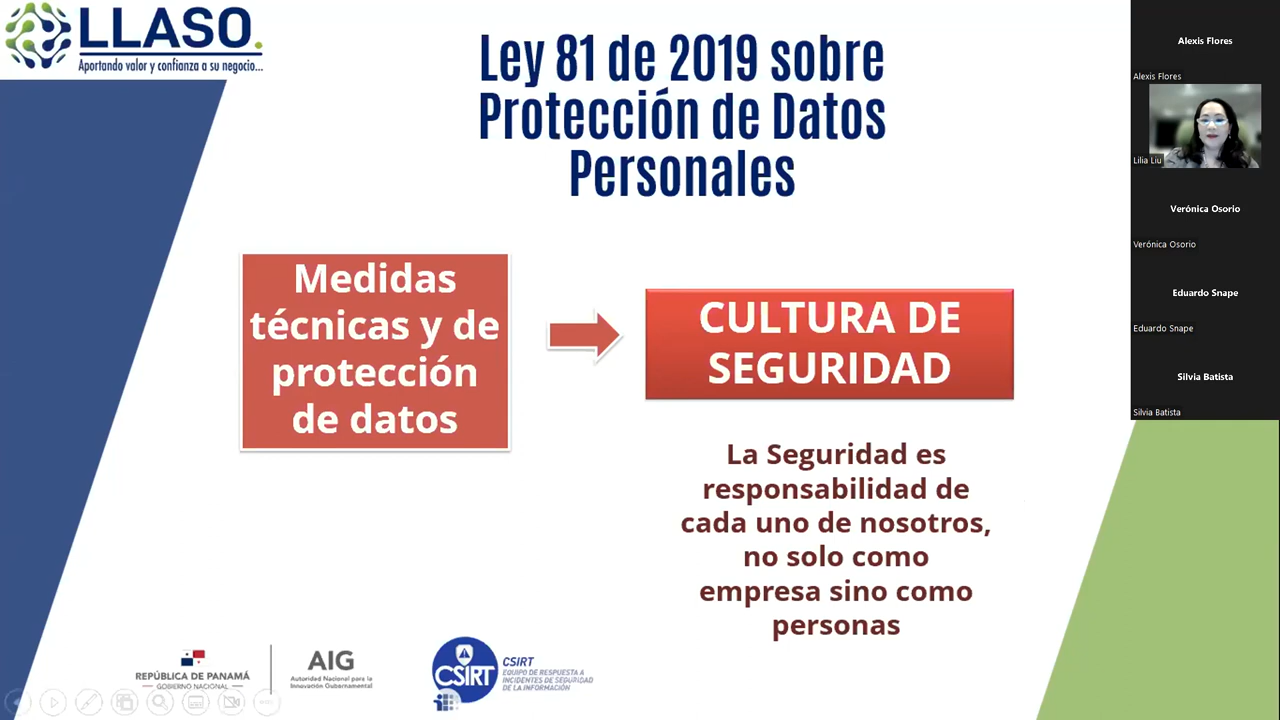 LLASO.
Aportando valor y confianza a su negocio...
Ley 81 de 2019 sobre
Protección de Datos
Personales
Medidas
técnicas y de
protección
de datos
CULTURA DE
SEGURIDAD
La Seguridad es
responsabilidad de
cada uno de nosotros,
no solo como
empresa sino como
personas
REPÚBLICA DE PANAMÁ
GOBIERNO NACIONAL
AIG
Autoridad Nacional para la
Innovación Gubernamental
CSIRT
CSIRT
EQUIPO DE RESPUESTA A
INCIDENTES DE SEGURIDAD
DE LA INFORMACIÓN
Alexis Flores
Alexis Flores
Lilia Liu
Verónica Osorio
Verónica Osorio
Eduardo Snape
Eduardo Snape
Silvia Batista
Silvia Batista